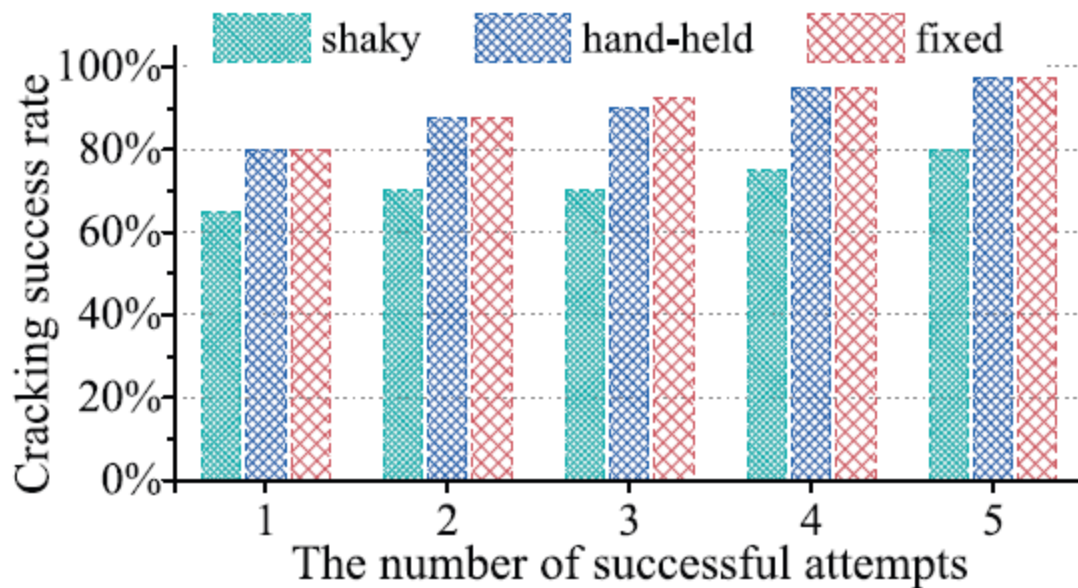 shaky hand-held fixed
Cracking success rate
100%
80%
60%
40%
20%
0%
1 2 3 4 5
The number of successful attempts